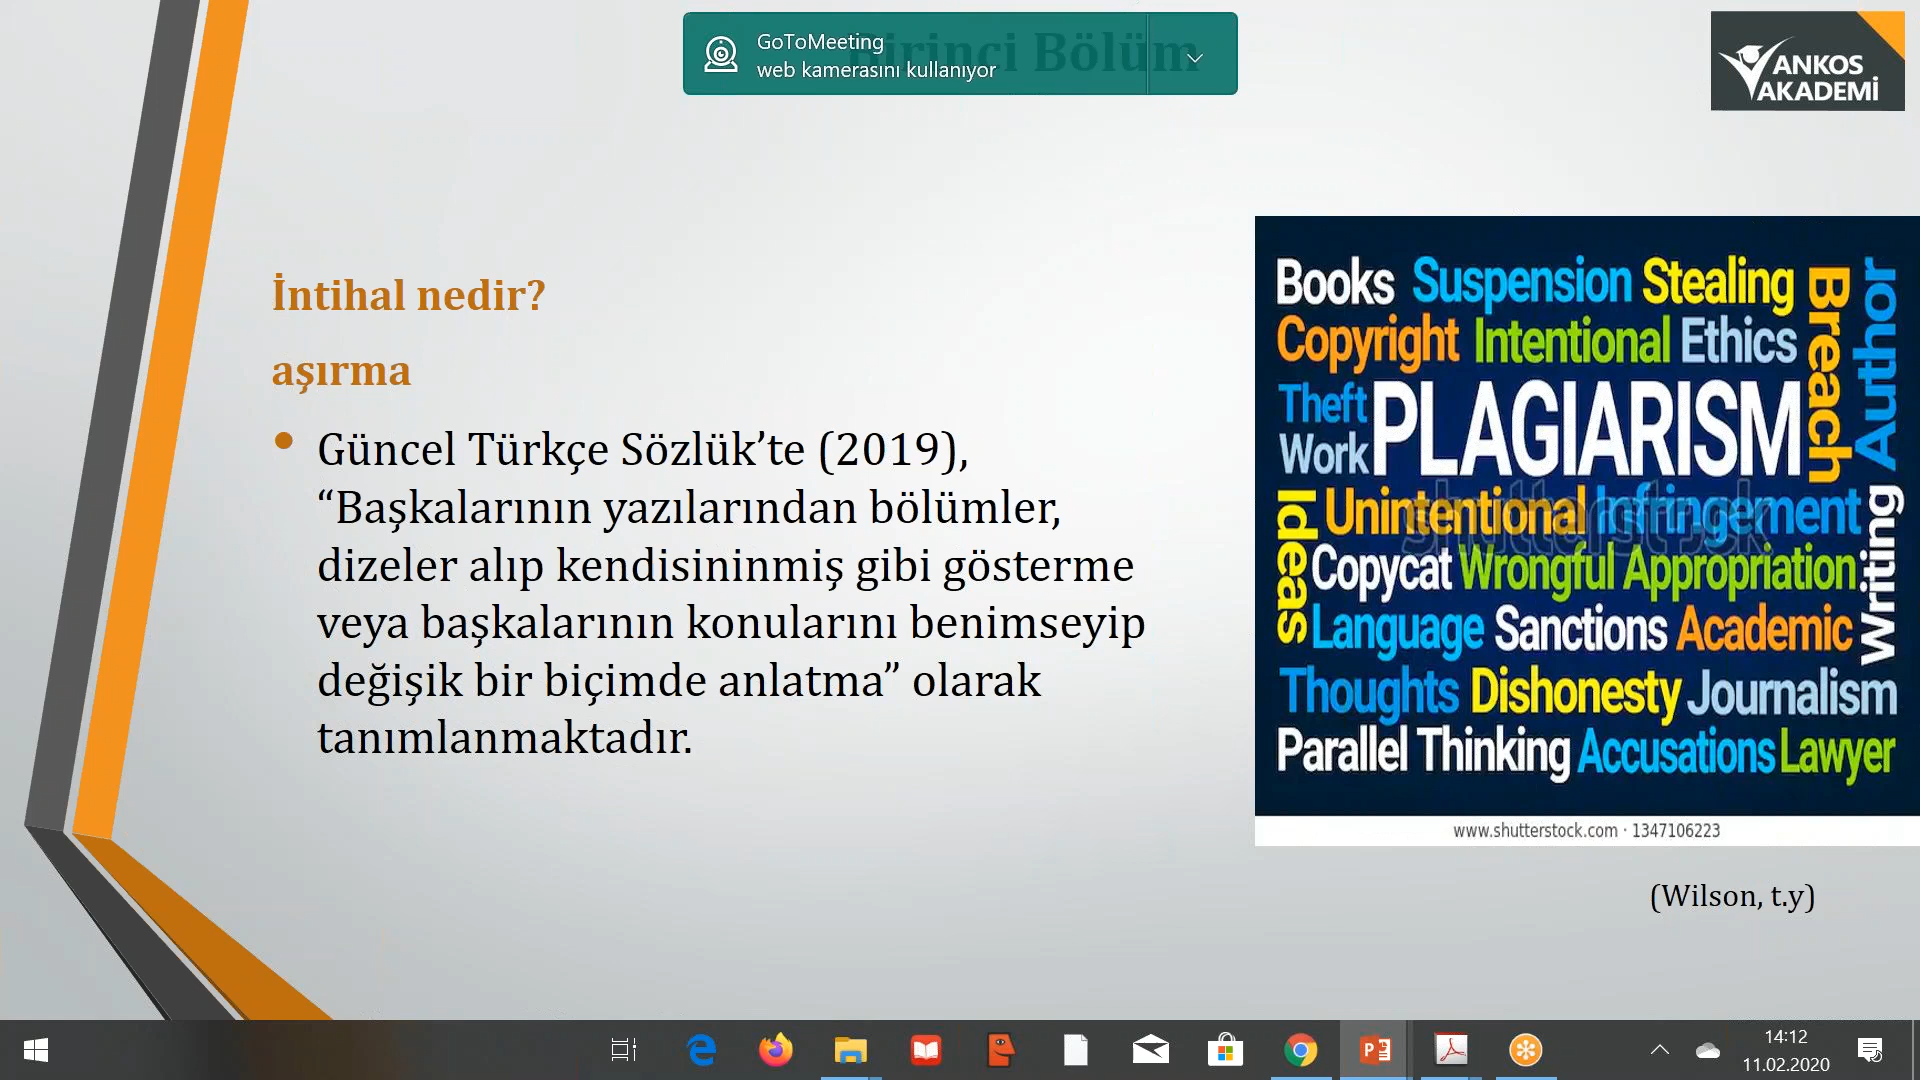 Birinci Bölüm
GoToMeeting
web kamerasını kullanıyor
ANKOS
AKADEMİ
İntihal nedir?
aşırma
Güncel Türkçe Sözlük’te (2019),
“Başkalarının yazılarından bölümler,
dizeler alıp kendisininmiş gibi gösterme
veya başkalarının konularını benimseyip
değişik bir biçimde anlatma” olarak
tanımlanmaktadır.
Books Suspension Stealing
Breach
Author
Copyright Intentional Ethics
Theft
Work
PLAGIARISM
Ideas
Unintentional Infringement
shutterstock
Writing
Copycat Wrongful Appropriation
Language Sanctions Academic
Thoughts Dishonesty Journalism
Parallel Thinking Accusations Lawyer
www.shutterstock.com · 1347106223
(Wilson, t.y)
14:12
11.02.2020